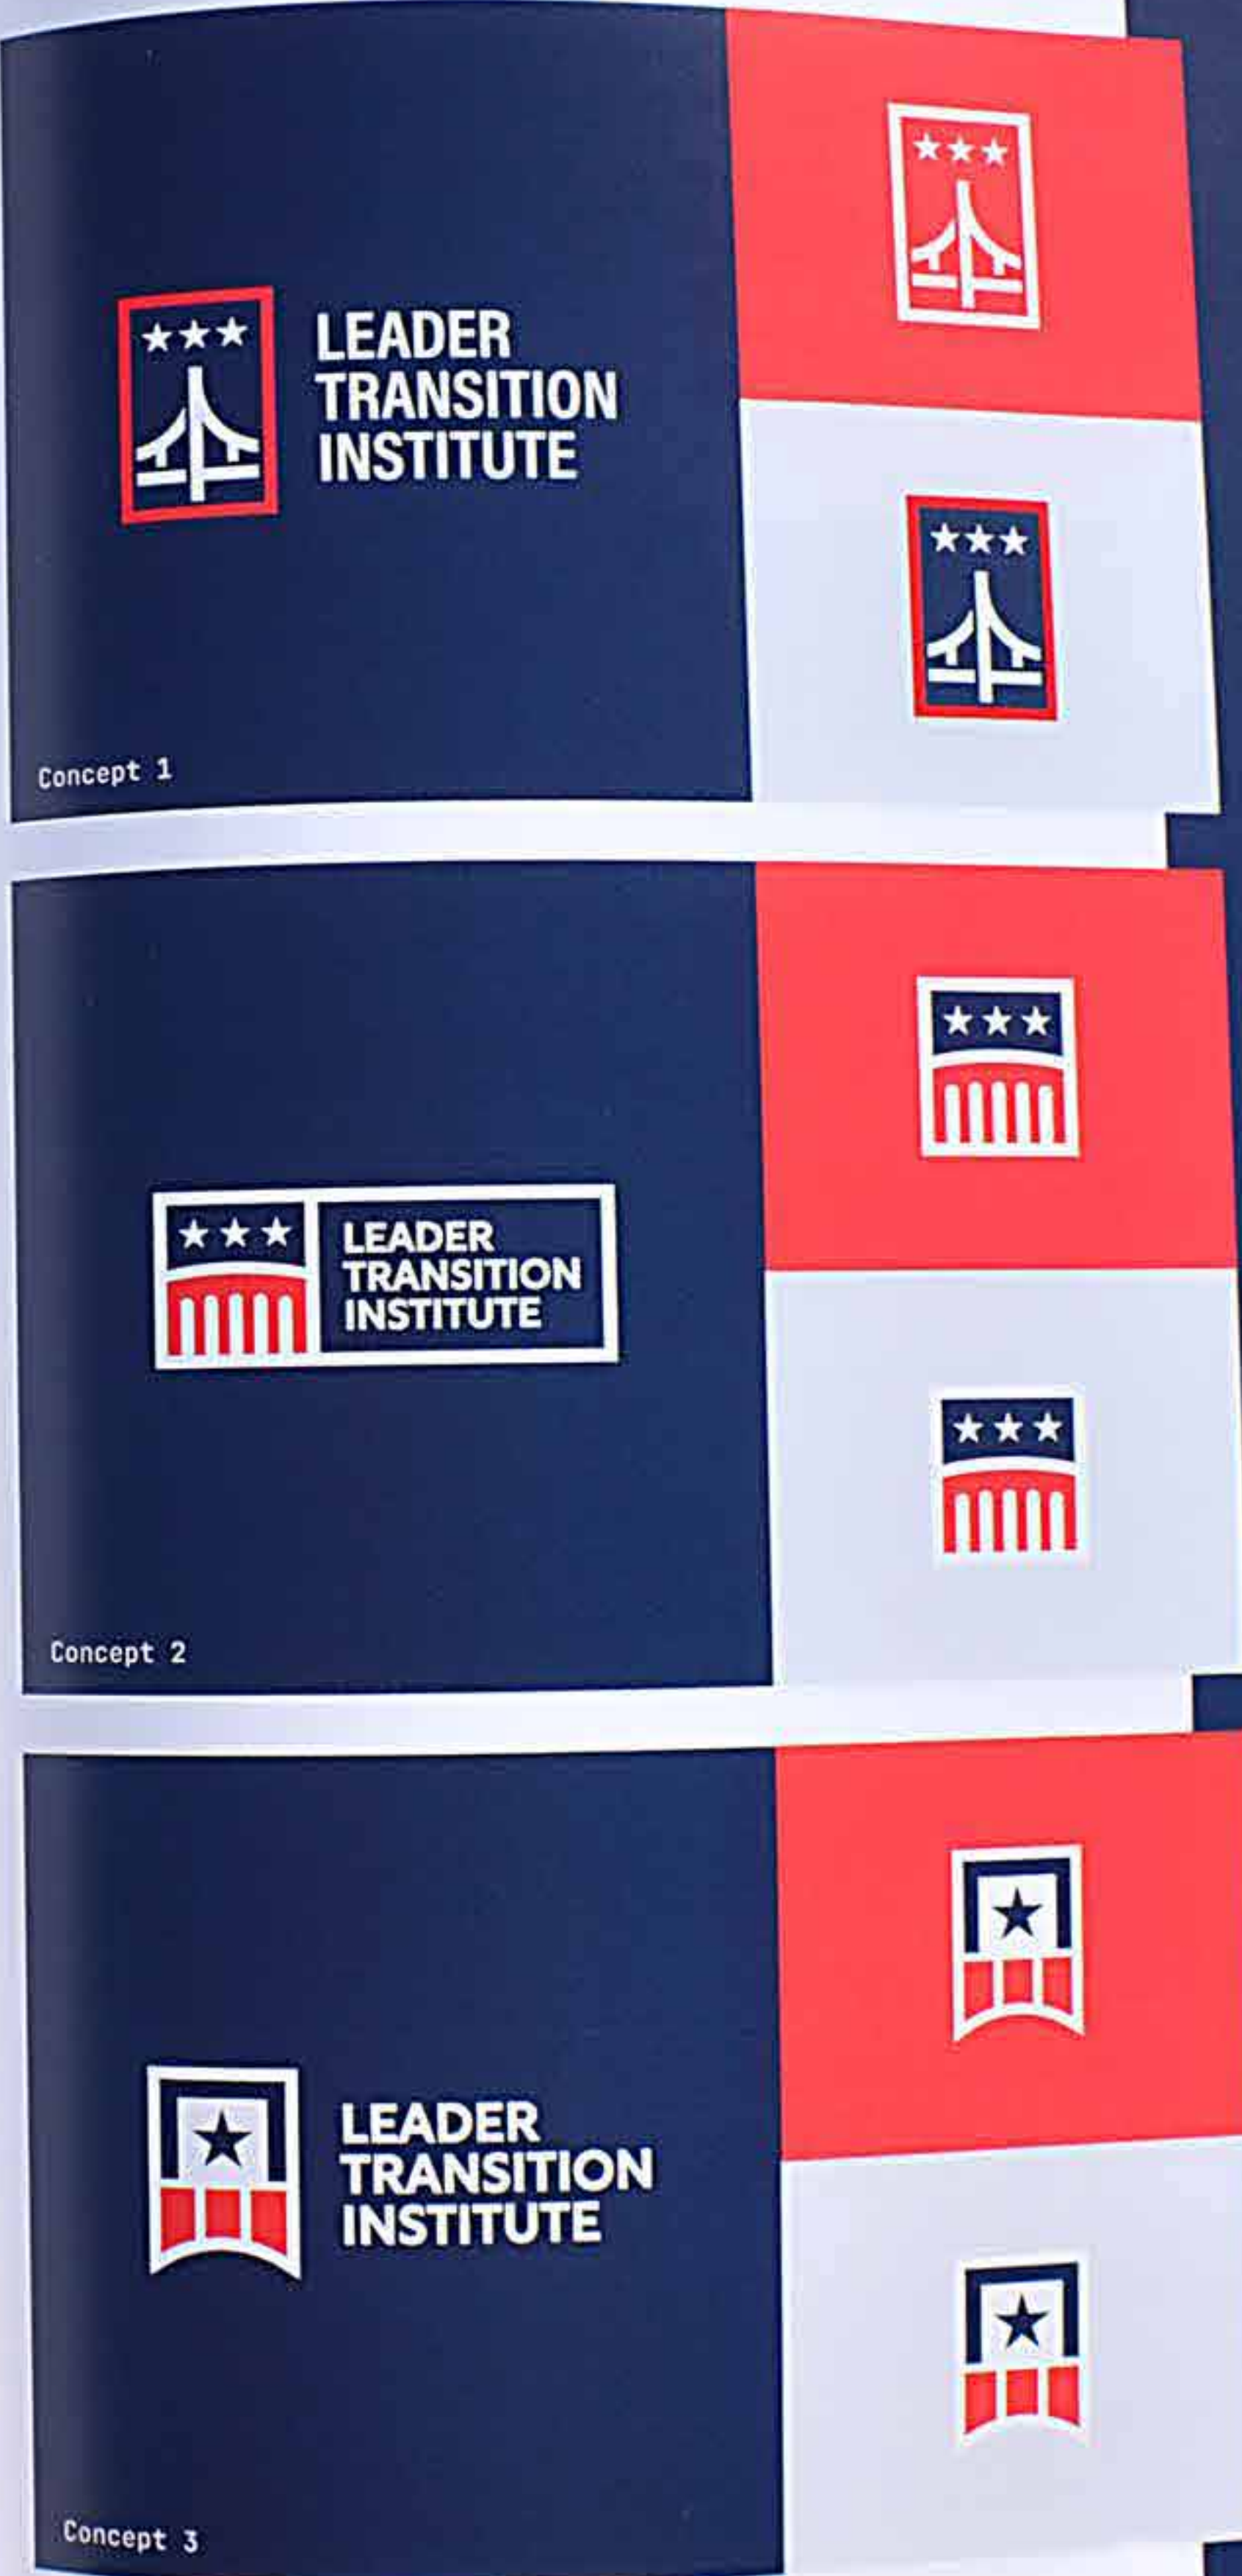 LEADER
TRANSITION
INSTITUTE
Concept 1
LEADER
TRANSITION
INSTITUTE
Concept 2
LEADER
TRANSITION
INSTITUTE
Concept 3